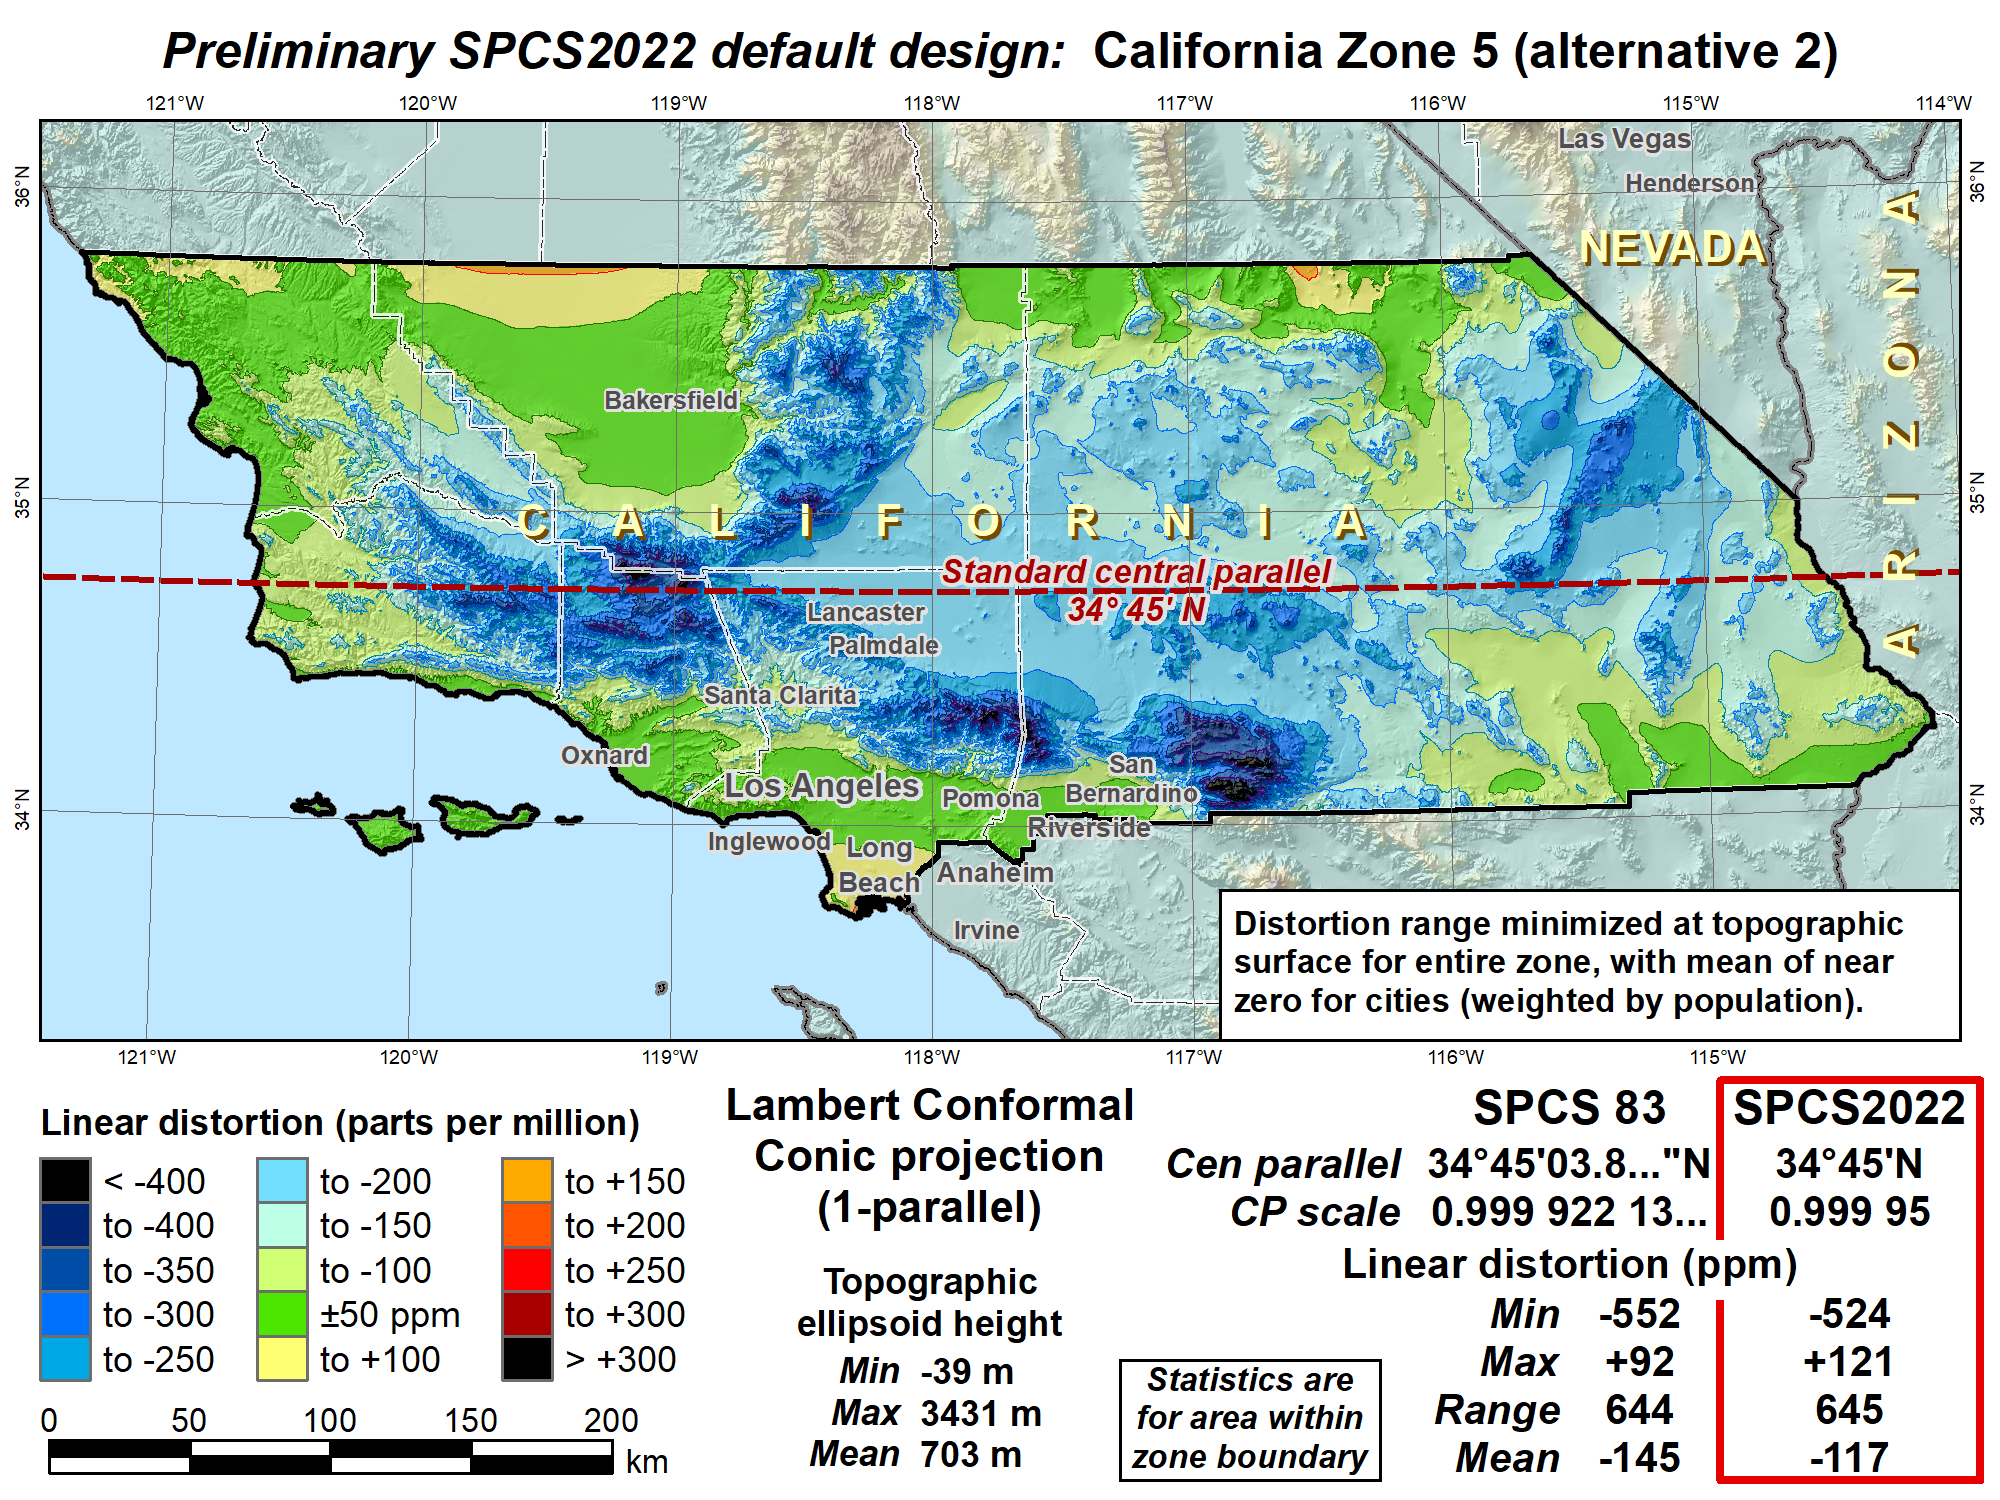 Preliminary SPCS2022 default design:  California Zone 5 (alternative 2)
121°W 120°W 119°W 118°W 117°W 116°W 115°W 114°W
36°N
36°N
Las Vegas
Henderson
NEVADA
ARIZONA
Bakersfield
35°N
35°N
CALIFORNIA
Standard central parallel
34° 45' N
Lancaster
Palmdale
Santa Clarita
Oxnard
Los Angeles
San
Bernardino
Pomona
34°N
34°N
Riverside
Inglewood
Long
Beach
Anaheim
Irvine
Distortion range minimized at topographic
surface for entire zone, with mean of near
zero for cities (weighted by population).
121°W 120°W 119°W 118°W 117°W 116°W 115°W
Linear distortion (parts per million)
< -400
to -400
to -350
to -300
to -250
to -200
to -150
to -100
±50 ppm
to +100
to +150
to +200
to +250
to +300
> +300
0 50 100 150 200
km
Lambert Conformal
Conic projection
(1-parallel)
Topographic
ellipsoid height
Min -39 m
Max 3431 m
Mean 703 m
Statistics are
for area within
zone boundary
SPCS 83 SPCS2022
Cen parallel 34°45'03.8..."N 34°45'N
CP scale 0.999 922 13... 0.999 95
Linear distortion (ppm)
Min -552 -524
Max +92 +121
Range 644 645
Mean -145 -117